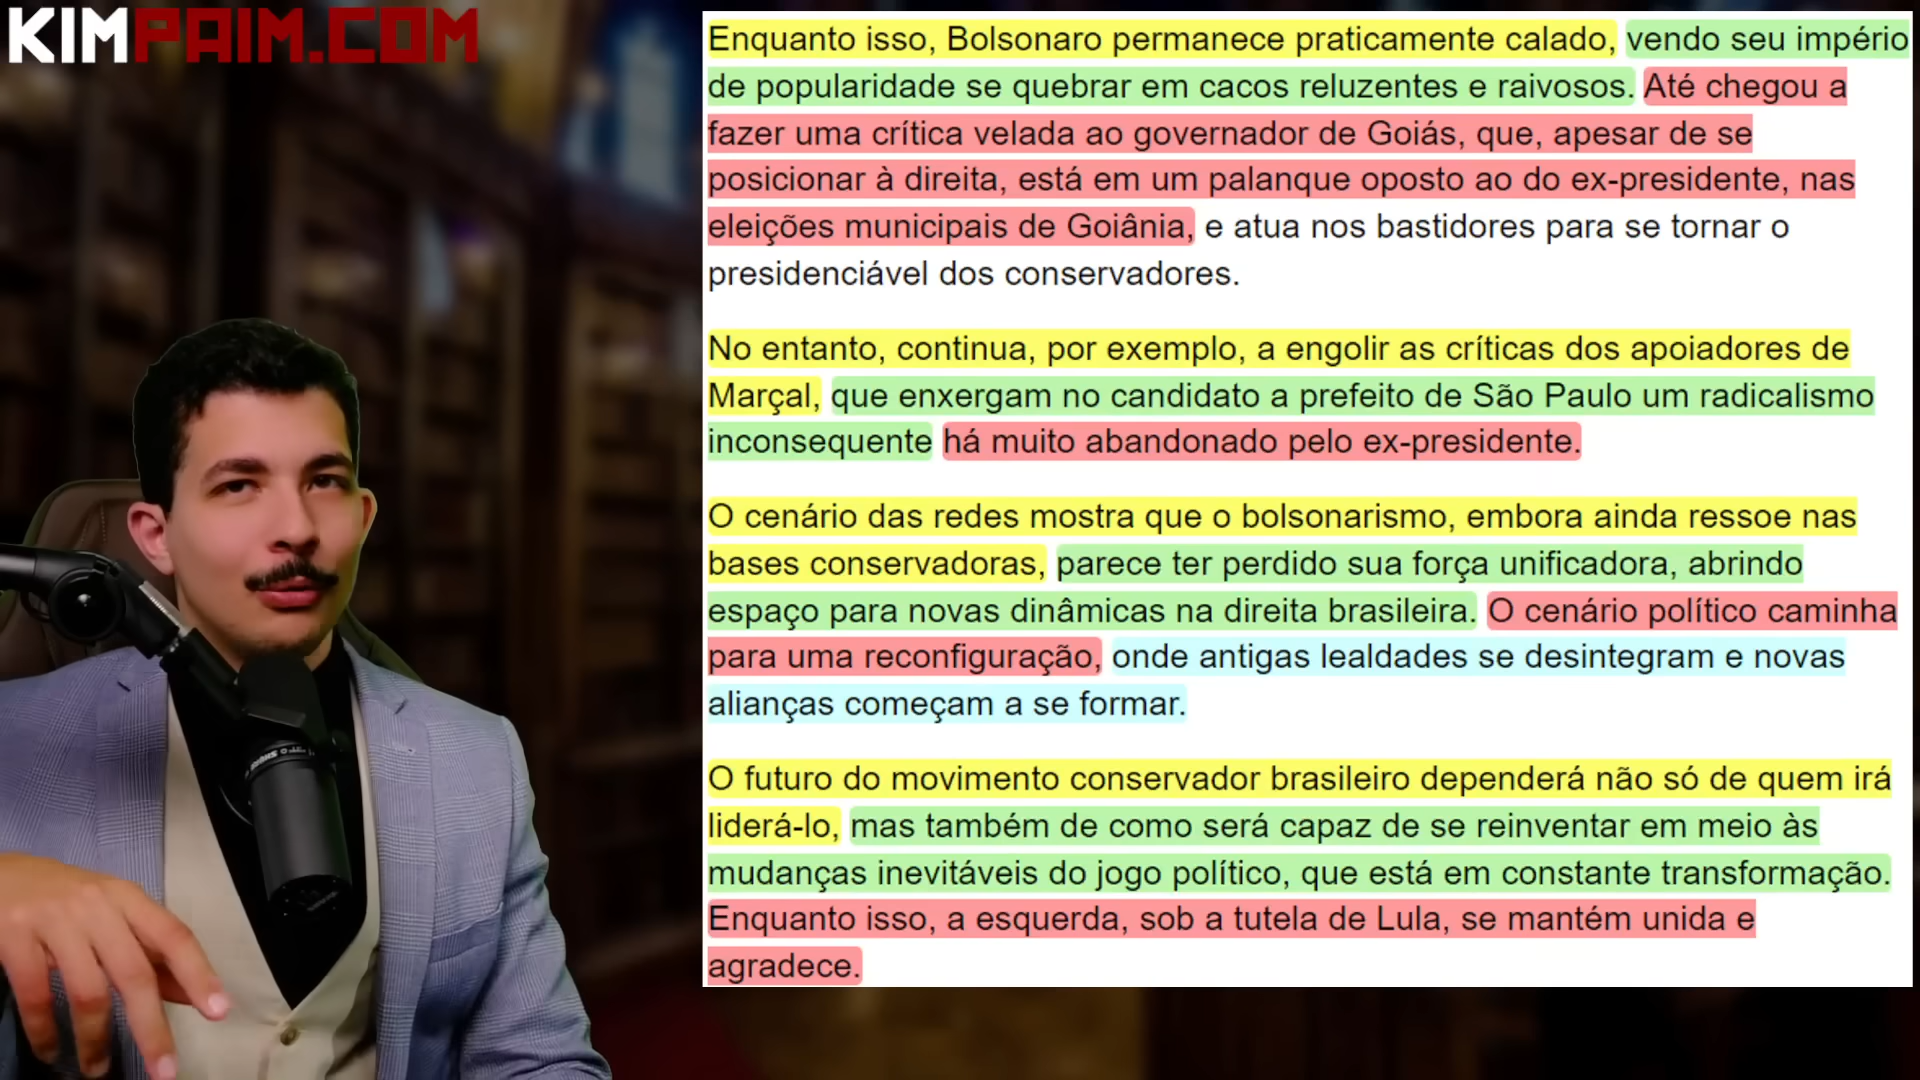 KIMPAIM.COM
Enquanto isso, Bolsonaro permanece praticamente calado, vendo seu império
de popularidade se quebrar em cacos reluzentes e raivosos. Até chegou a
fazer uma crítica velada ao governador de Goiás, que, apesar de se
posicionar à direita, está em um palanque oposto ao do ex-presidente, nas
eleições municipais de Goiânia, e atua nos bastidores para se tornar o
presidenciável dos conservadores.
No entanto, continua, por exemplo, a engolir as críticas dos apoiadores de
Marçal, que enxergam no candidato a prefeito de São Paulo um radicalismo
inconsequente há muito abandonado pelo ex-presidente.
O cenário das redes mostra que o bolsonarismo, embora ainda ressoe nas
bases conservadoras, parece ter perdido sua força unificadora, abrindo
espaço para novas dinâmicas na direita brasileira. O cenário político caminha
para uma reconfiguração, onde antigas lealdades se desintegram e novas
alianças começam a se formar.
O futuro do movimento conservador brasileiro dependerá não só de quem irá
liderá-lo, mas também de como será capaz de se reinventar em meio às
mudanças inevitáveis do jogo político, que está em constante transformação.
Enquanto isso, a esquerda, sob a tutela de Lula, se mantém unida e
agradece.